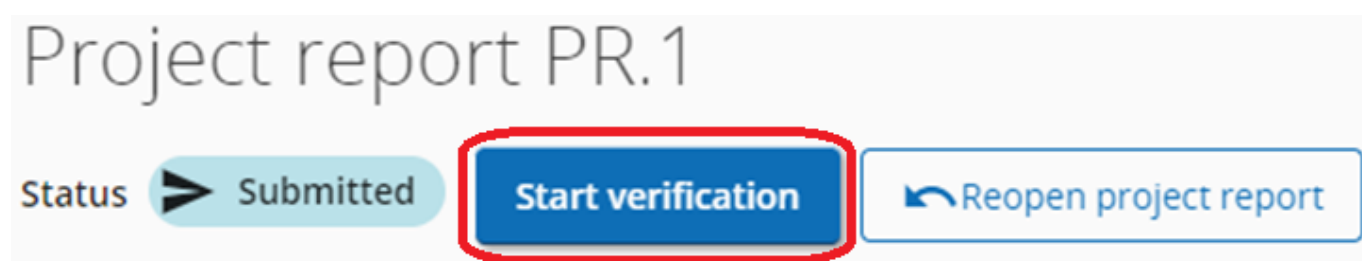 Project report PR.1
Status Submitted Start verification Reopen project report